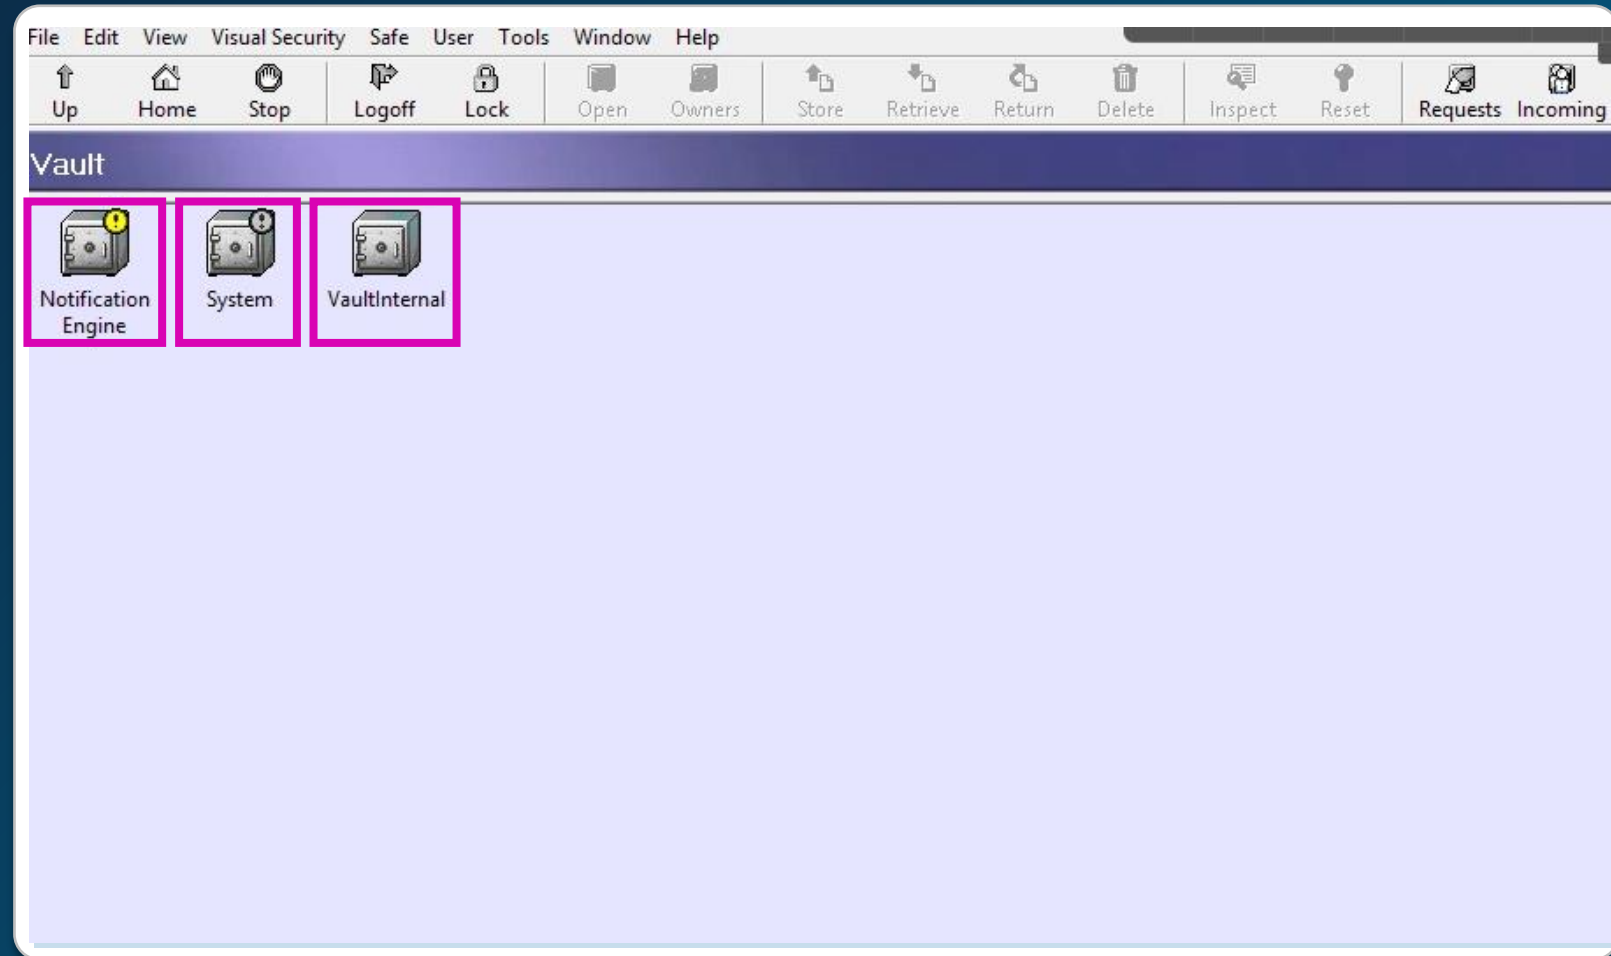 File Edit View Visual Security Safe User Tools Window Help
Up Home Stop Logoff Lock Open Owners Store Retrieve Return Delete Inspect Reset Requests Incoming
Vault
Notification Engine
System
VaultInternal